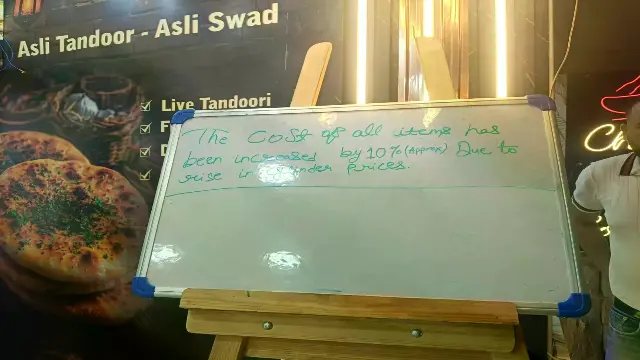 Asli Tandoor - Asli Swad
Live Tandoori
The Cost of all items has
been increased by 10% (Approx) Due to
rise in prices.